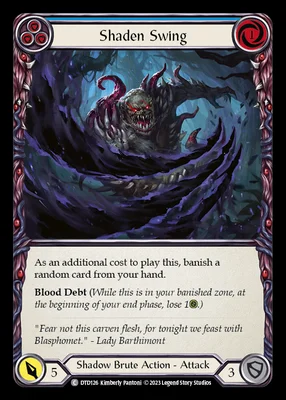 Shaden Swing
As an additional cost to play this, banish a
random card from your hand.
Blood Debt (While this is in your banished zone, at
the beginning of your end phase, lose 1.)
"Fear not this carven flesh, for tonight we feast with
Blasphomet." - Lady Barthimont
5
Shadow Brute Action - Attack
3
C DTD126 Kimberly Pantoni © 2023 Legend Story Studios